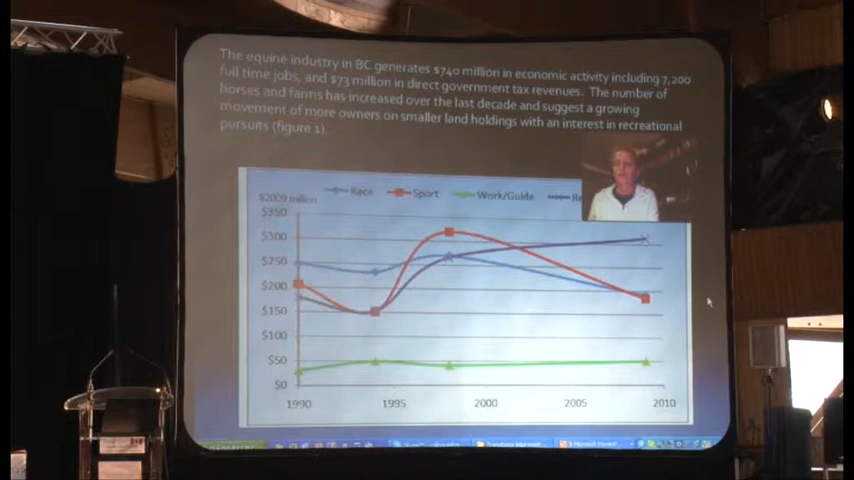 The equine industry in BC generates $740 million in economic activity including 7,200
full time jobs, and $73 million in direct government tax revenues. The number of
horses and farms has increased over the last decade and suggest a growing
movement of more owners on smaller land holdings with an interest in recreational
pursuits (figure 1).
$2009 million
Race Sport Work/Guide Re
$350
$300
$250
$200
$150
$100
$50
$0
1990 1995 2000 2005 2010